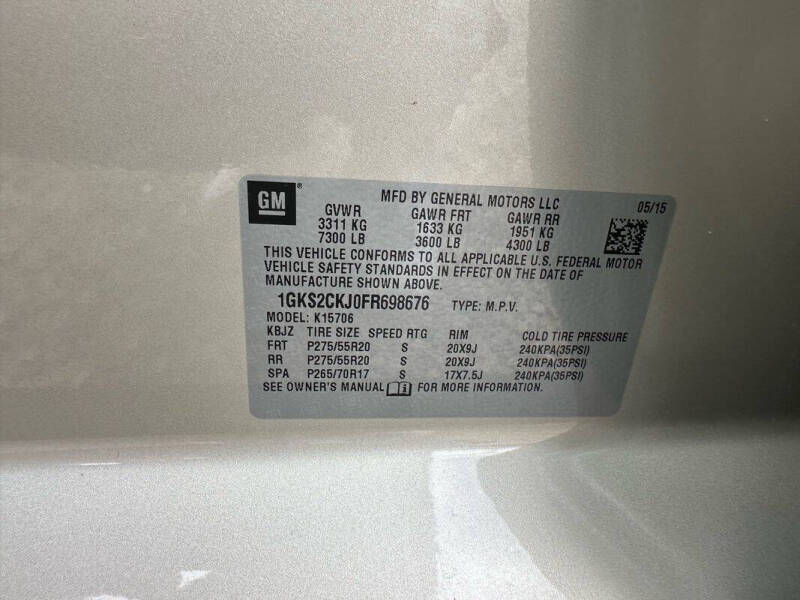 GM®
MFD BY GENERAL MOTORS LLC 05/15
GVWR GAWR FRT GAWR RR
3311 KG 1633 KG 1951 KG
7300 LB 3600 LB 4300 LB
THIS VEHICLE CONFORMS TO ALL APPLICABLE U.S. FEDERAL MOTOR
VEHICLE SAFETY STANDARDS IN EFFECT ON THE DATE OF
MANUFACTURE SHOWN ABOVE.
1GKS2CKJ0FR698676 TYPE: M.P.V.
MODEL: K15706
KBJZ TIRE SIZE SPEED RTG RIM COLD TIRE PRESSURE
FRT P275/55R20 S 20X9J 240KPA(35PSI)
RR P275/55R20 S 20X9J 240KPA(35PSI)
SPA P265/70R17 S 17X7.5J 240KPA(35PSI)
SEE OWNER'S MANUAL FOR MORE INFORMATION.